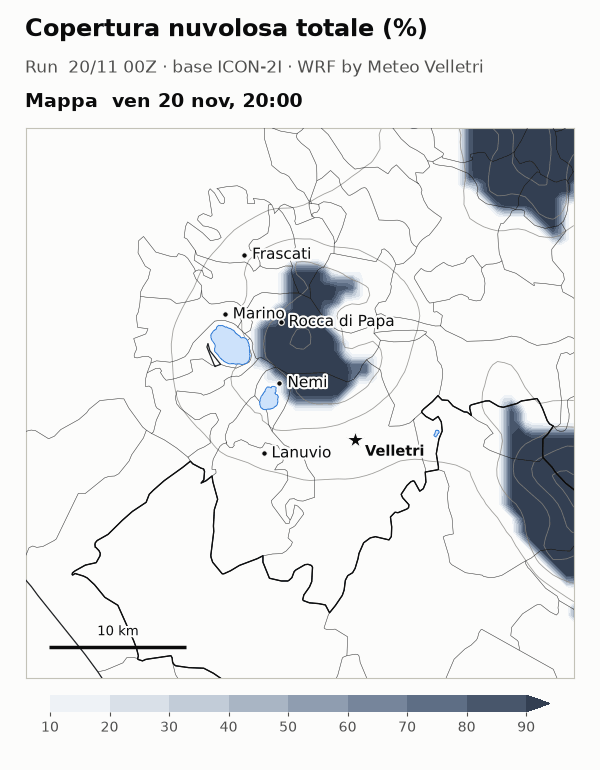 Copertura nuvolosa totale (%)
Run 20/11 00Z · base ICON-2I · WRF by Meteo Velletri
Mappa ven 20 nov, 20:00
Frascati
Marino
Rocca di Papa
Nemi
Velletri
Lanuvio
10 km
10 20 30 40 50 60 70 80 90